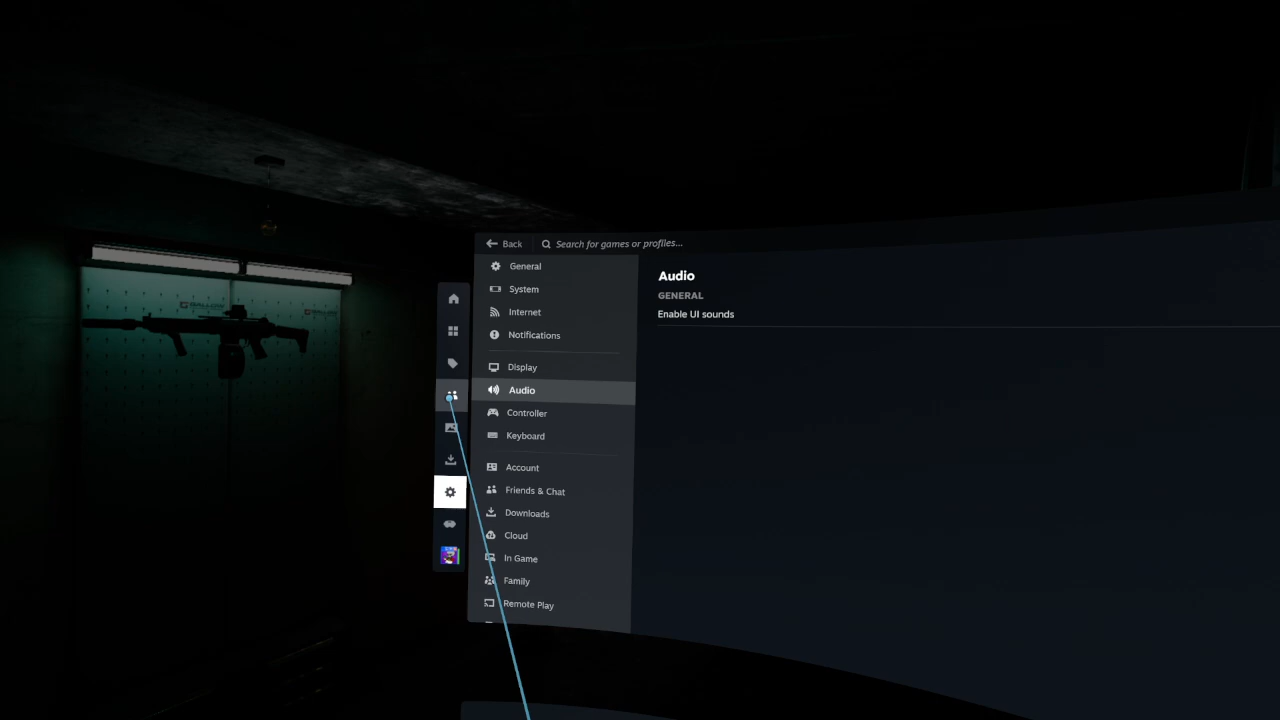 Back
Search for games or profiles...
General
System
Internet
Notifications
Display
Audio
Controller
Keyboard
Account
Friends & Chat
Downloads
Cloud
In Game
Family
Remote Play
Audio
GENERAL
Enable UI sounds